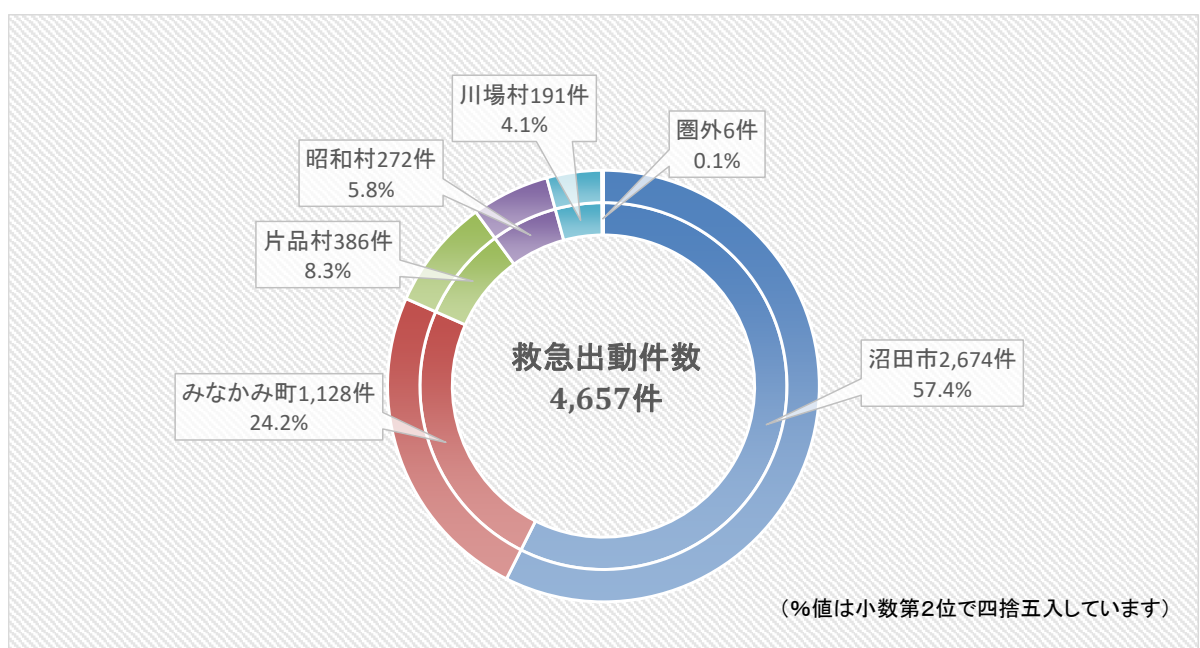 川場村191件
4.1%
圏外6件
0.1%
昭和村272件
5.8%
片品村386件
8.3%
救急出動件数
4,657件
沼田市2,674件
57.4%
みなかみ町1,128件
24.2%
（%値は小数第２位で四捨五入しています）